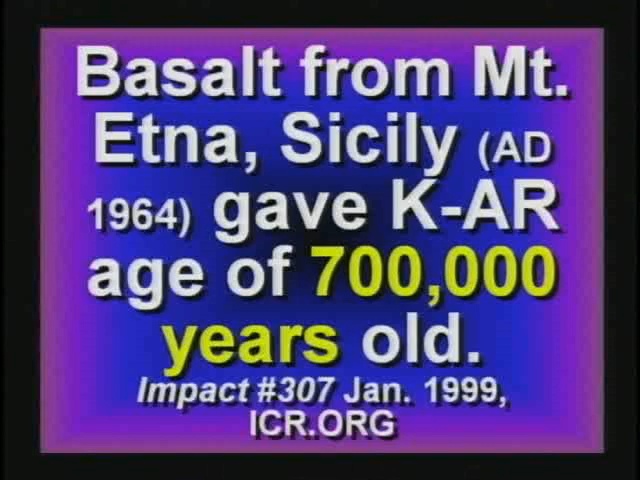 Basalt from Mt.
Etna, Sicily (AD
1964) gave K-AR
age of 700,000
years old.
Impact #307 Jan. 1999,
ICR.ORG